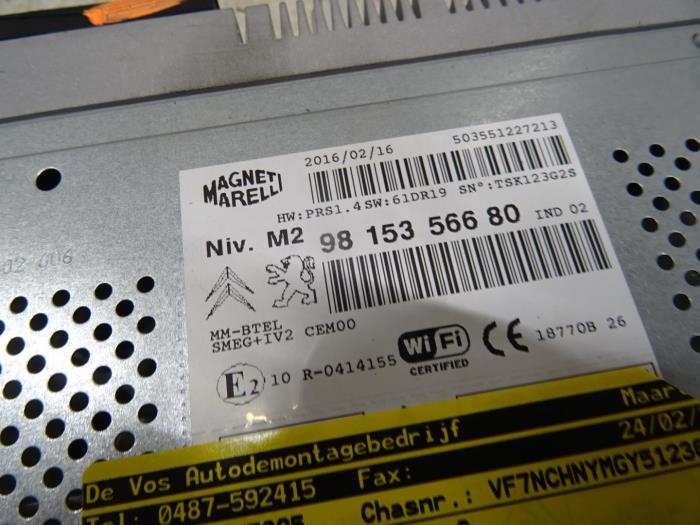 2016/02/16 503551227213
MAGNETI
MARELLI
HW:PRS1.4 SW:61DR19 SN°:TSK123G2S
Niv. M2 98 153 566 80 IND 02
MM-BTEL
SMEG+IV2 CEM00
Wi Fi
CERTIFIED
CE 18770B 26
E2 10 R-0414155
De Vos Autodemontagebedrijf
Tel: 0487-592415 Fax:
24/02/
Chasnr.: VF7NCHNYMGY5123